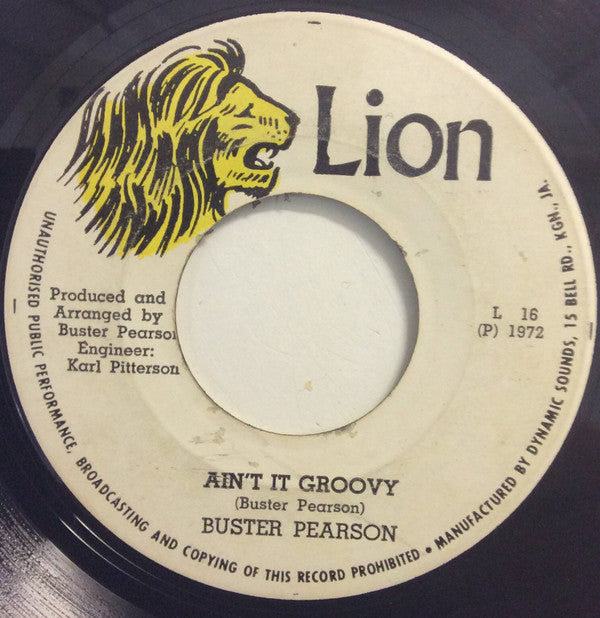 Lion
Produced and
Arranged by
Buster Pearson
Engineer:
Karl Pitterson
L 16
(P) 1972
AIN'T IT GROOVY
(Buster Pearson)
BUSTER PEARSON
UNAUTHORISED PUBLIC PERFORMANCE, BROADCASTING AND COPYING OF THIS RECORD PROHIBITED • MANUFACTURED BY DYNAMIC SOUNDS, 15 BELL RD., KGN., JA.